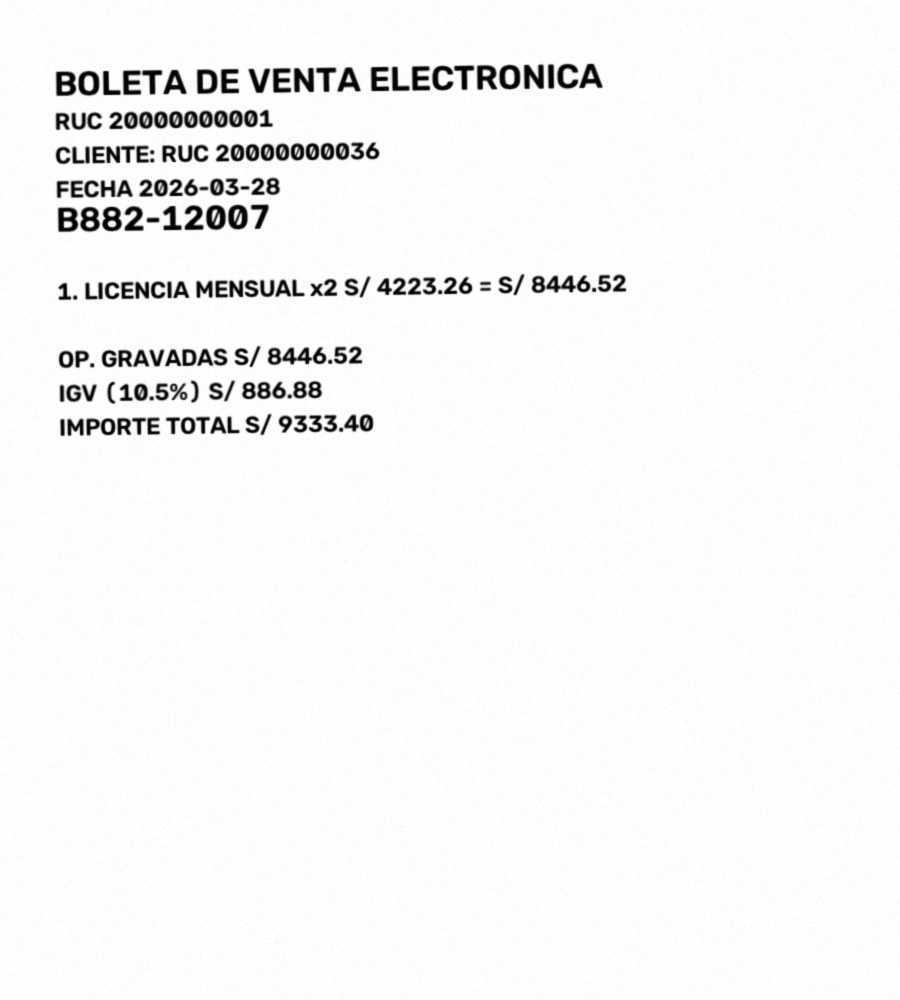 BOLETA DE VENTA ELECTRONICA
RUC 20000000001
CLIENTE: RUC 20000000036
FECHA 2026-03-28
B882-12007
1. LICENCIA MENSUAL x2 S/ 4223.26 = S/ 8446.52
OP. GRAVADAS S/ 8446.52
IGV (10.5%) S/ 886.88
IMPORTE TOTAL S/ 9333.40